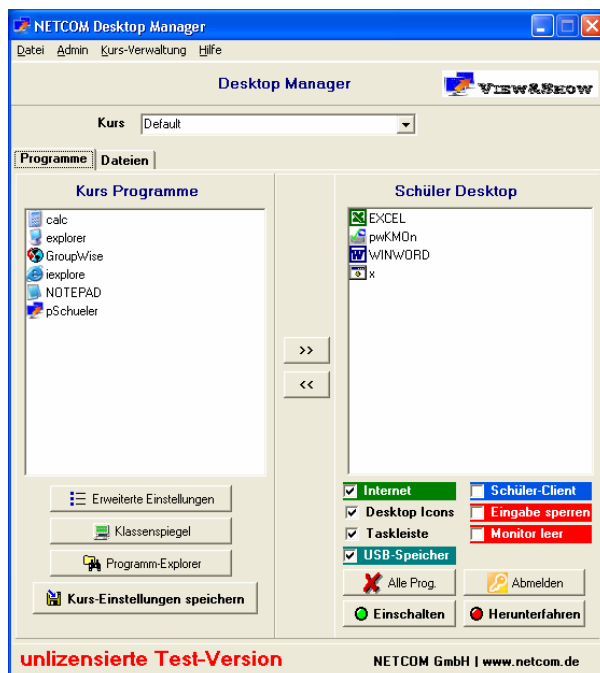 NETCOM Desktop Manager
Datei Admin Kurs-Verwaltung Hilfe
Desktop Manager
VIEW&SHOW
Kurs Default
Programme Dateien
Kurs Programme
calc
explorer
GroupWise
iexplore
NOTEPAD
pSchueler
>>
<<
Schüler Desktop
EXCEL
pwKMOn
WINWORD
x
Erweiterte Einstellungen
Klassenspiegel
Programm-Explorer
Kurs-Einstellungen speichern
Internet Schüler-Client
Desktop Icons Eingabe sperren
Taskleiste Monitor leer
USB-Speicher
Alle Prog. Abmelden
Einschalten Herunterfahren
unlizensierte Test-Version NETCOM GmbH | www.netcom.de